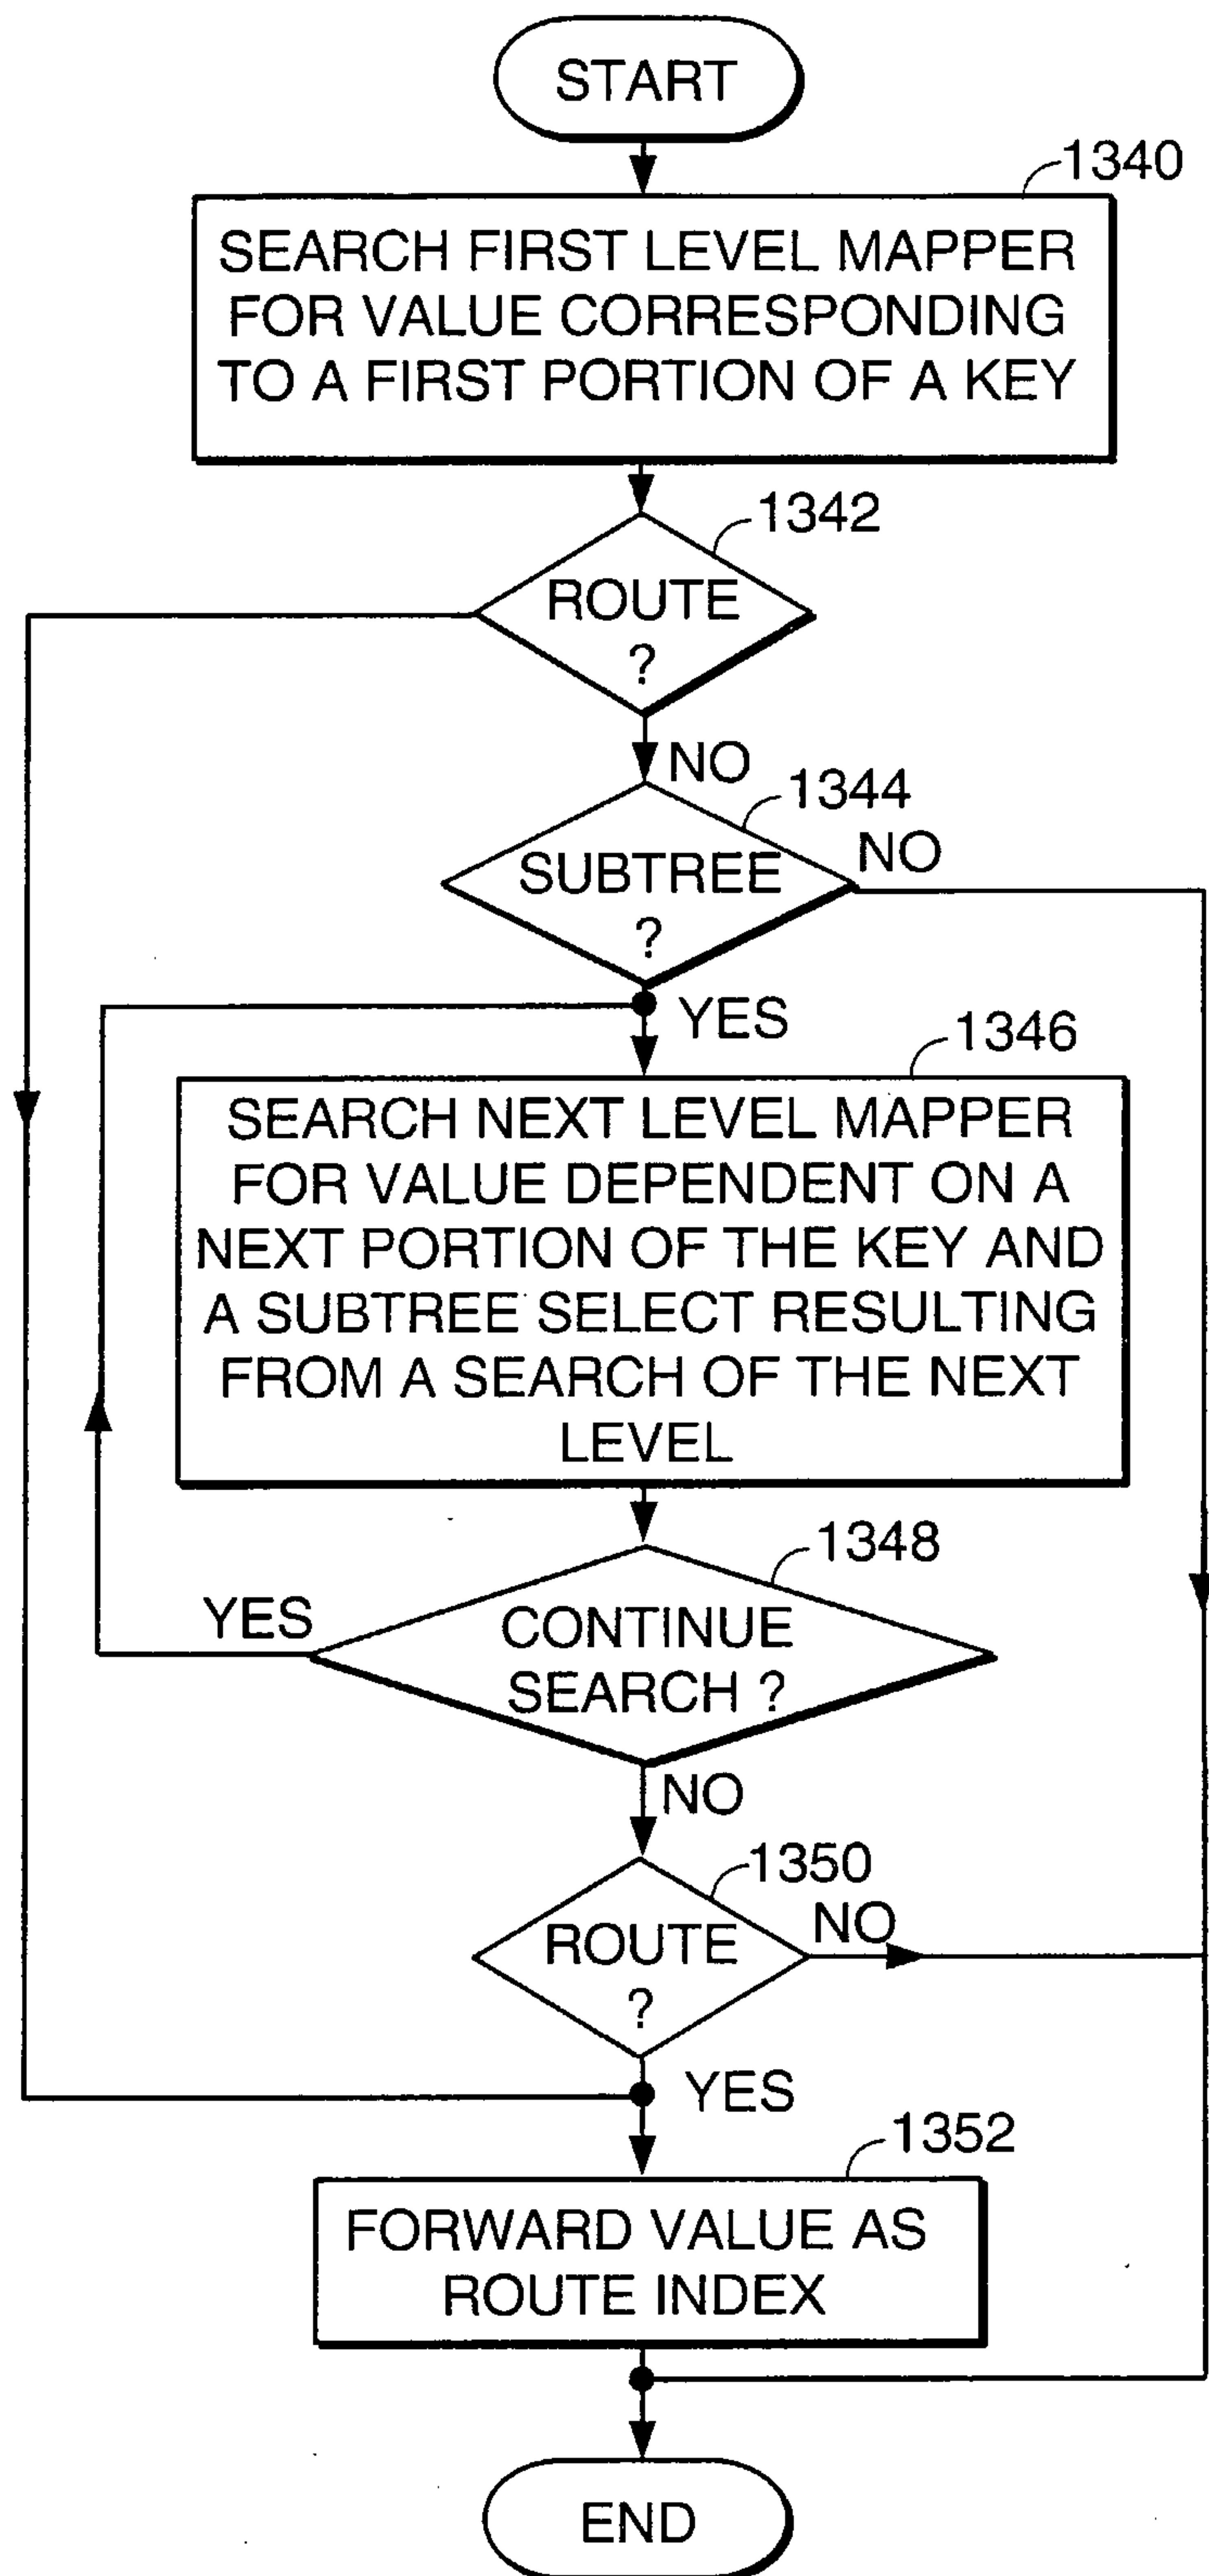 START
1340
SEARCH FIRST LEVEL MAPPER
FOR VALUE CORRESPONDING
TO A FIRST PORTION OF A KEY
1342
ROUTE
?
NO
1344
SUBTREE
?
NO
YES
1346
SEARCH NEXT LEVEL MAPPER
FOR VALUE DEPENDENT ON A
NEXT PORTION OF THE KEY AND
A SUBTREE SELECT RESULTING
FROM A SEARCH OF THE NEXT
LEVEL
1348
YES
CONTINUE
SEARCH ?
NO
1350
ROUTE
?
NO
YES
1352
FORWARD VALUE AS
ROUTE INDEX
END